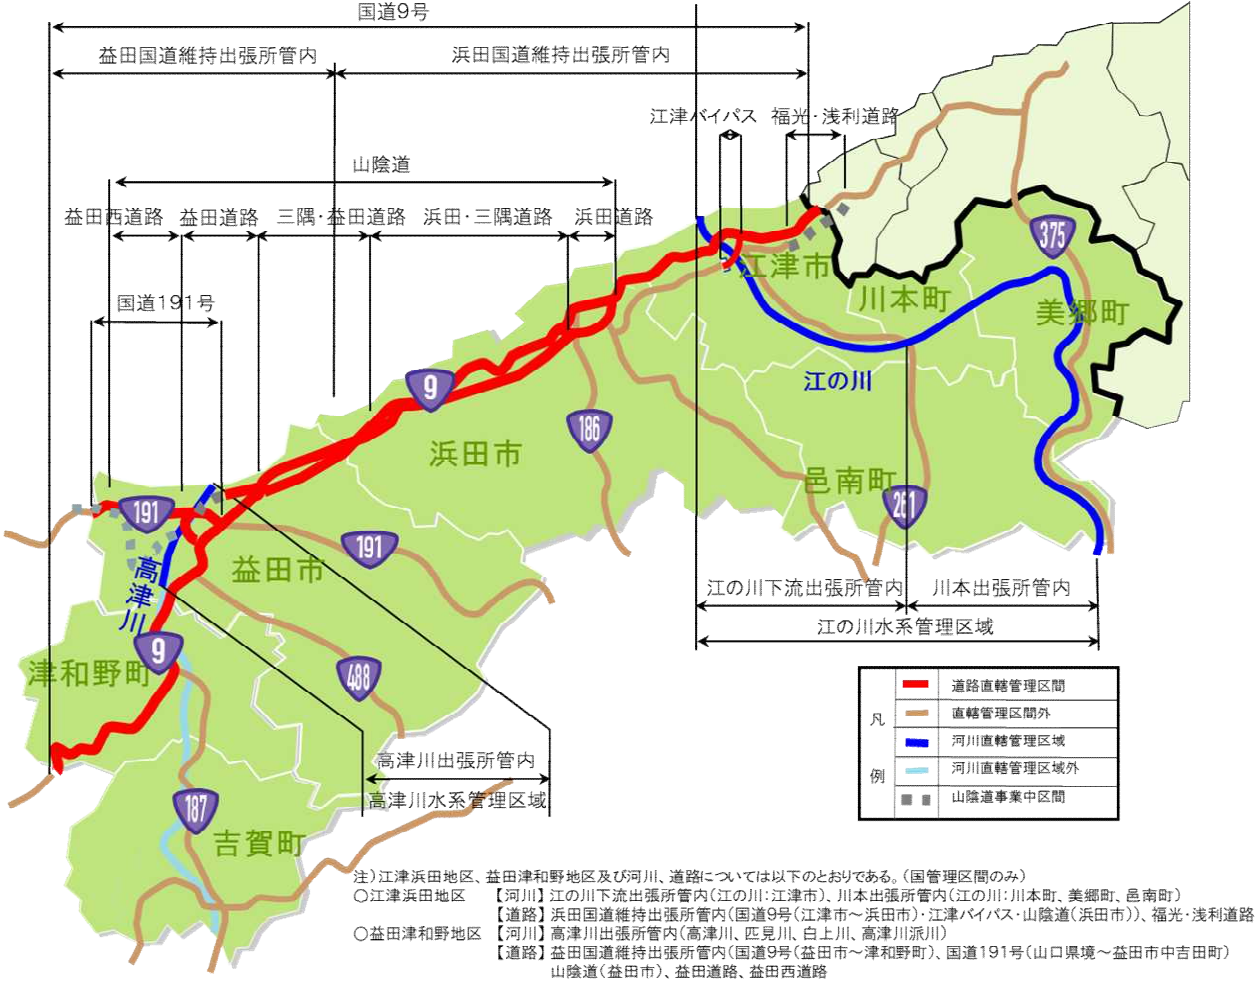 国道9号
益田国道維持出張所管内
浜田国道維持出張所管内
江津バイパス
福光・浅利道路
山陰道
益田西道路
益田道路
三隅・益田道路
浜田・三隅道路
浜田道路
国道191号
375
江津市
川本町
美郷町
江の川
9
186
浜田市
邑南町
261
191
191
益田市
高津川
9
津和野町
488
江の川下流出張所管内
川本出張所管内
江の川水系管理区域
高津川出張所管内
高津川水系管理区域
187
吉賀町
凡例
道路直轄管理区間
直轄管理区間外
河川直轄管理区域
河川直轄管理区域外
山陰道事業中区間
注）江津浜田地区、益田津和野地区及び河川、道路については以下のとおりである。（国管理区間のみ）
○江津浜田地区 【河川】 江の川下流出張所管内（江の川：江津市）、川本出張所管内（江の川：川本町、美郷町、邑南町）
【道路】 浜田国道維持出張所管内（国道9号（江津市～浜田市）・江津バイパス・山陰道（浜田市））、福光・浅利道路
○益田津和野地区 【河川】 高津川出張所管内（高津川、匹見川、白上川、高津川派川）
【道路】 益田国道維持出張所管内（国道9号（益田市～津和野町）、国道191号（山口県境～益田市中吉田町）
山陰道（益田市）、益田道路、益田西道路